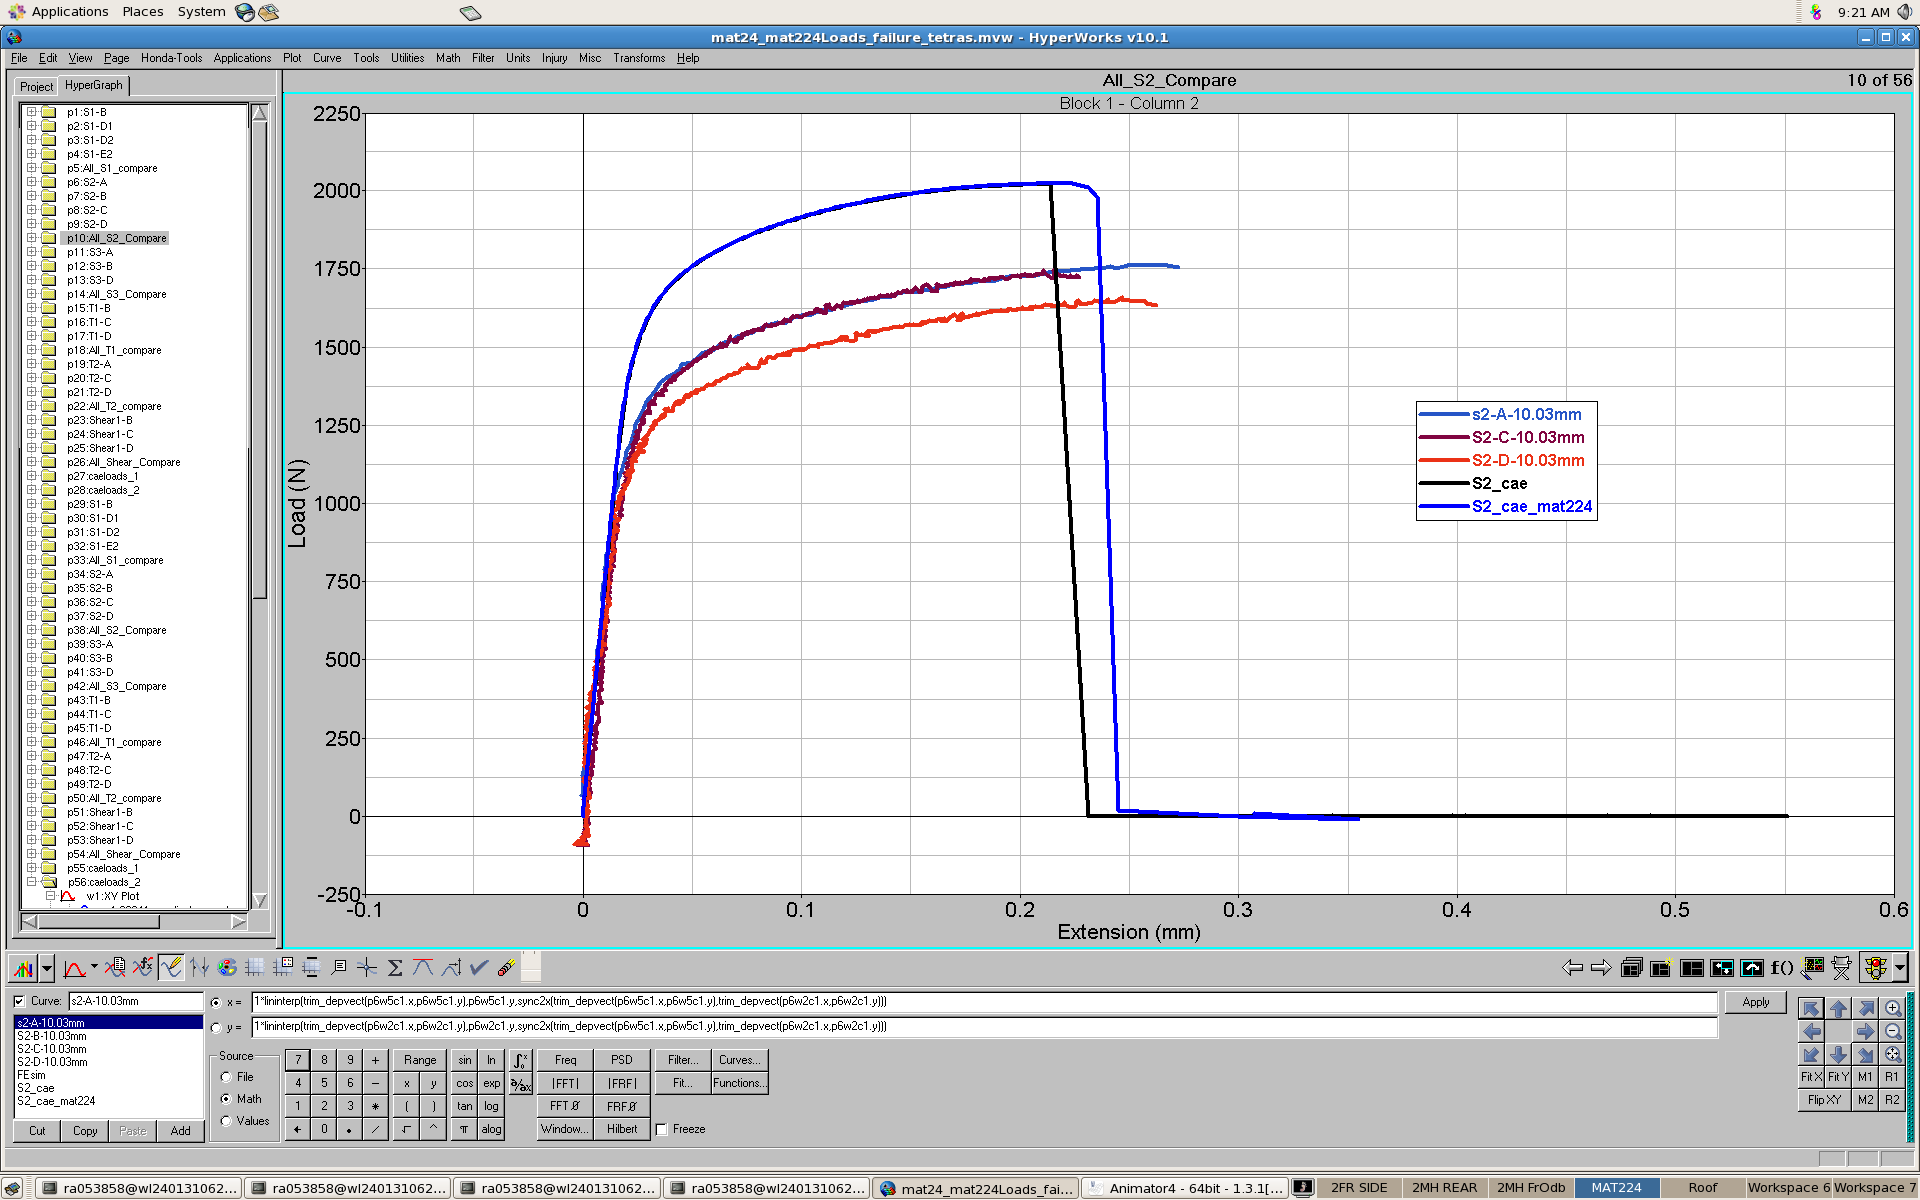 Applications Places System 9:21 AM
mat24_mat224Loads_failure_tetras.mvw - HyperWorks v10.1
File Edit View Page Honda-Tools Applications Plot Curve Tools Utilities Math Filter Units Injury Misc Transforms Help
Project HyperGraph
All_S2_Compare 10 of 56
Block 1 - Column 2
p1:S1-B
p2:S1-D1
p3:S1-D2
p4:S1-E2
p5:All_S1_compare
p6:S2-A
p7:S2-B
p8:S2-C
p9:S2-D
p10:All_S2_Compare
p11:S3-A
p12:S3-B
p13:S3-D
p14:All_S3_Compare
p15:T1-B
p16:T1-C
p17:T1-D
p18:All_T1_compare
p19:T2-A
p20:T2-C
p21:T2-D
p22:All_T2_compare
p23:Shear1-B
p24:Shear1-C
p25:Shear1-D
p26:All_Shear_Compare
p27:caeloads_1
p28:caeloads_2
p29:S1-B
p30:S1-D1
p31:S1-D2
p32:S1-E2
p33:All_S1_compare
p34:S2-A
p35:S2-B
p36:S2-C
p37:S2-D
p38:All_S2_Compare
p39:S3-A
p40:S3-B
p41:S3-D
p42:All_S3_Compare
p43:T1-B
p44:T1-C
p45:T1-D
p46:All_T1_compare
p47:T2-A
p48:T2-C
p49:T2-D
p50:All_T2_compare
p51:Shear1-B
p52:Shear1-C
p53:Shear1-D
p54:All_Shear_Compare
p55:caeloads_1
p56:caeloads_2
w1:XY Plot
2250
2000
1750
1500
1250
1000
750
500
250
0
-250
Load (N)
-0.1 0 0.1 0.2 0.3 0.4 0.5 0.6
Extension (mm)
s2-A-10.03mm
S2-C-10.03mm
S2-D-10.03mm
S2_cae
S2_cae_mat224
f()
Curve: s2-A-10.03mm
x = 1*lininterp(trim_depvect(p6w5c1.x,p6w5c1.y),p6w5c1.y,sync2x(trim_depvect(p6w5c1.x,p6w5c1.y),trim_depvect(p6w2c1.x,p6w2c1.y)))
y = 1*lininterp(trim_depvect(p6w2c1.x,p6w2c1.y),p6w2c1.y,sync2x(trim_depvect(p6w5c1.x,p6w5c1.y),trim_depvect(p6w2c1.x,p6w2c1.y)))
Apply
s2-A-10.03mm
S2-B-10.03mm
S2-C-10.03mm
S2-D-10.03mm
FEsim
S2_cae
S2_cae_mat224
Cut Copy Paste Add
Source
File
Math
Values
7 8 9 + Range sin ln Freq PSD Filter... Curves...
4 5 6 − x y cos exp |FFT| |FRF| Fit... Functions...
1 2 3 * ( ) tan log FFT Ø FRF Ø
0 . / √ ^ π alog Window... Hilbert Freeze
Fit X Fit Y M1 R1
Flip XY M2 R2
ra053858@wl240131062... ra053858@wl240131062... ra053858@wl240131062... ra053858@wl240131062... mat24_mat224Loads_fai... Animator4 - 64bit - 1.3.1[... 2FR SIDE 2MH REAR 2MH FrOdb MAT224 Roof Workspace 6 Workspace 7